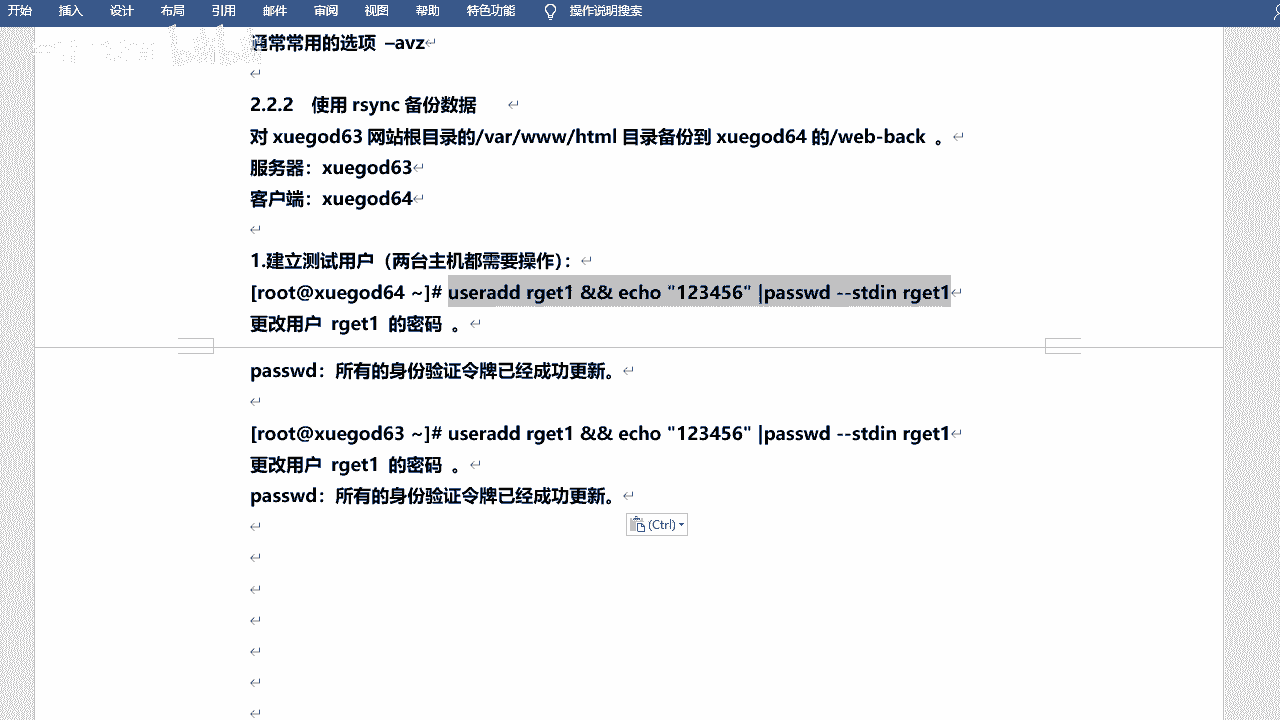 开始 插入 设计 布局 引用 邮件 审阅 视图 帮助 特色功能 操作说明搜索
通常常用的选项 –avz
2.2.2 使用 rsync 备份数据
对 xuegod63 网站根目录的/var/www/html 目录备份到 xuegod64 的/web-back 。
服务器：xuegod63
客户端：xuegod64
1.建立测试用户（两台主机都需要操作）：
[root@xuegod64 ~]# useradd rget1 && echo "123456" |passwd --stdin rget1
更改用户 rget1 的密码 。
passwd：所有的身份验证令牌已经成功更新。
[root@xuegod63 ~]# useradd rget1 && echo "123456" |passwd --stdin rget1
更改用户 rget1 的密码 。
passwd：所有的身份验证令牌已经成功更新。
(Ctrl)